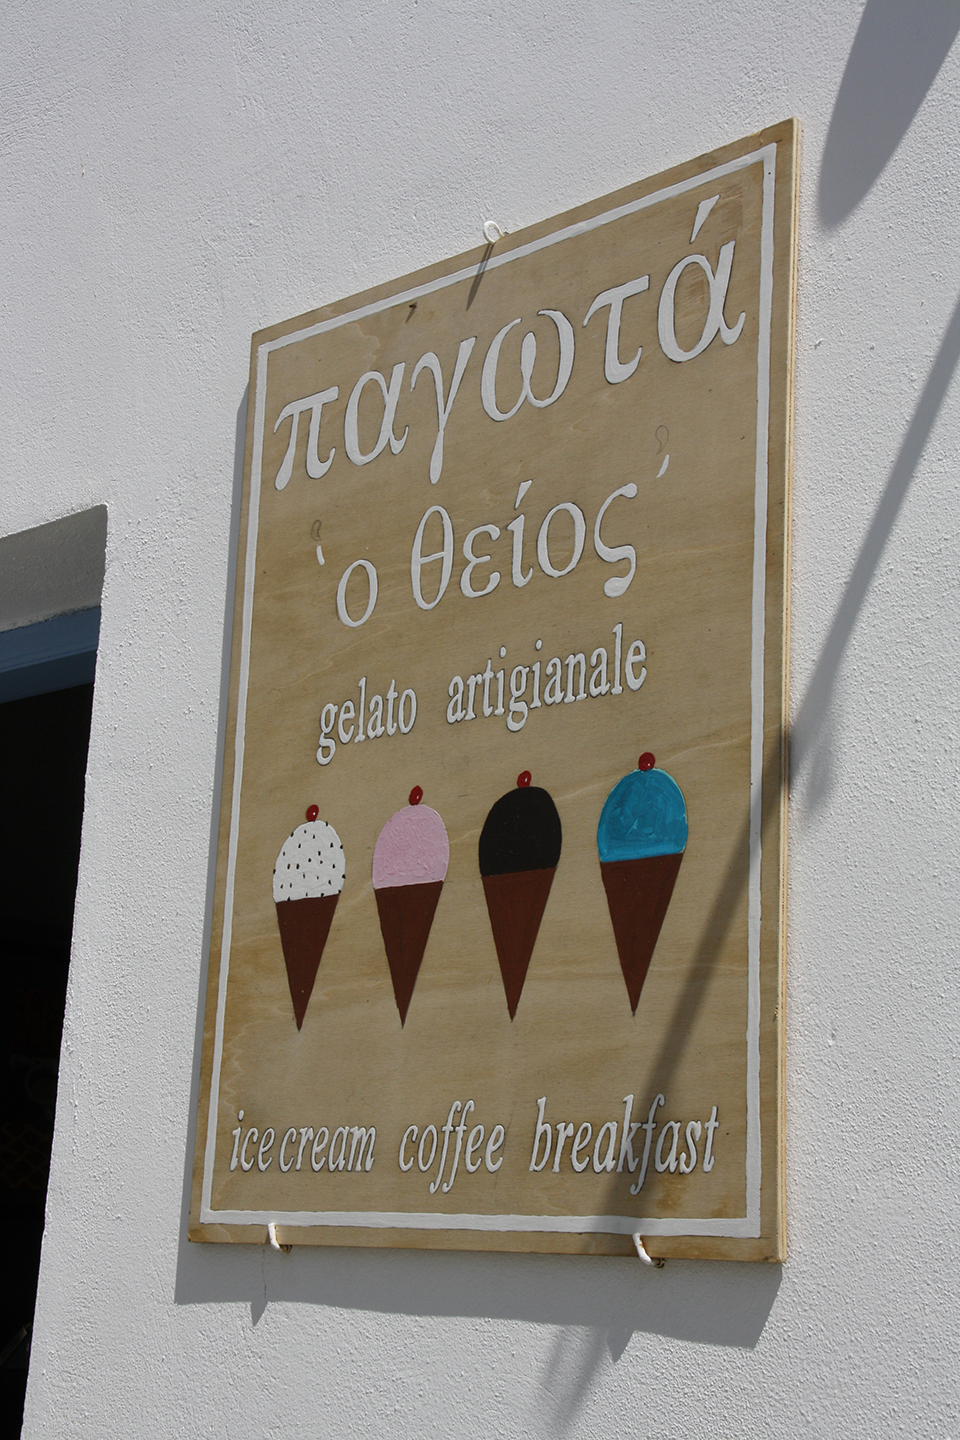 παγωτά
‘ο θείος’
gelato artigianale
ice cream coffee breakfast